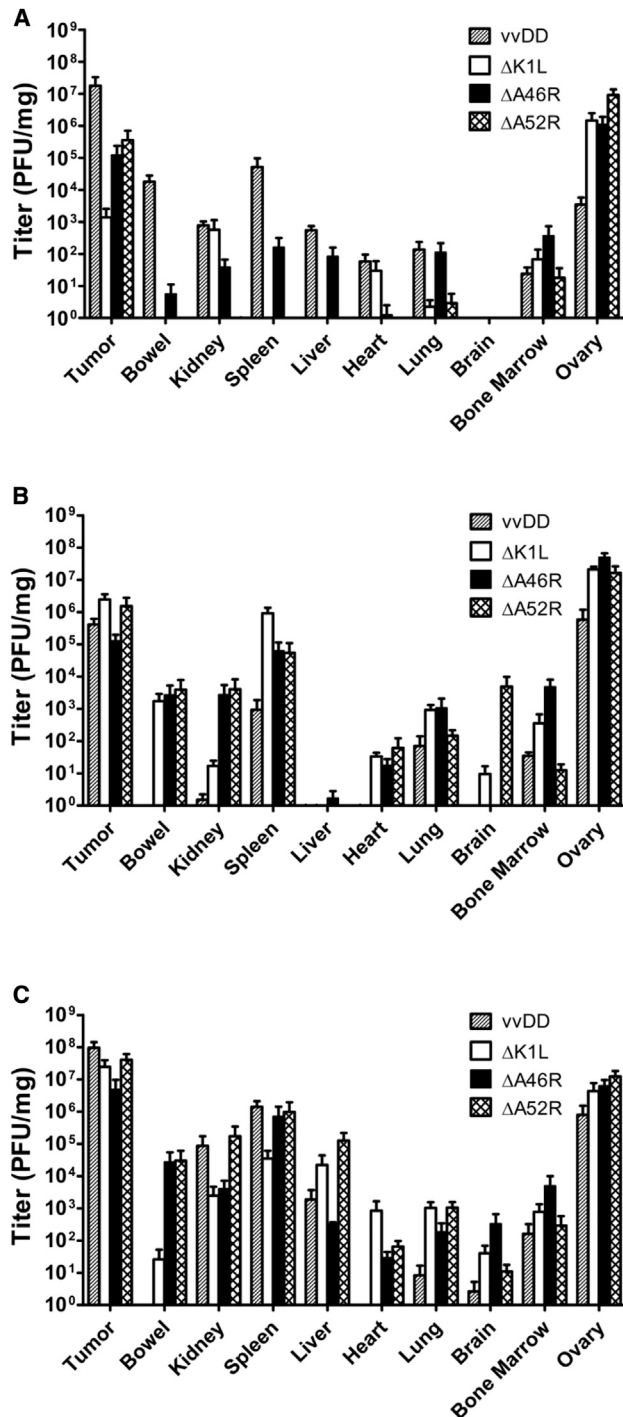 A
Titer (PFU/mg)
10⁹
10⁸
10⁷
10⁶
10⁵
10⁴
10³
10²
10¹
10⁰
vvDD
ΔK1L
ΔA46R
ΔA52R
Tumor
Bowel
Kidney
Spleen
Liver
Heart
Lung
Brain
Bone Marrow
Ovary
B
Titer (PFU/mg)
10⁹
10⁸
10⁷
10⁶
10⁵
10⁴
10³
10²
10¹
10⁰
vvDD
ΔK1L
ΔA46R
ΔA52R
Tumor
Bowel
Kidney
Spleen
Liver
Heart
Lung
Brain
Bone Marrow
Ovary
C
Titer (PFU/mg)
10⁹
10⁸
10⁷
10⁶
10⁵
10⁴
10³
10²
10¹
10⁰
vvDD
ΔK1L
ΔA46R
ΔA52R
Tumor
Bowel
Kidney
Spleen
Liver
Heart
Lung
Brain
Bone Marrow
Ovary